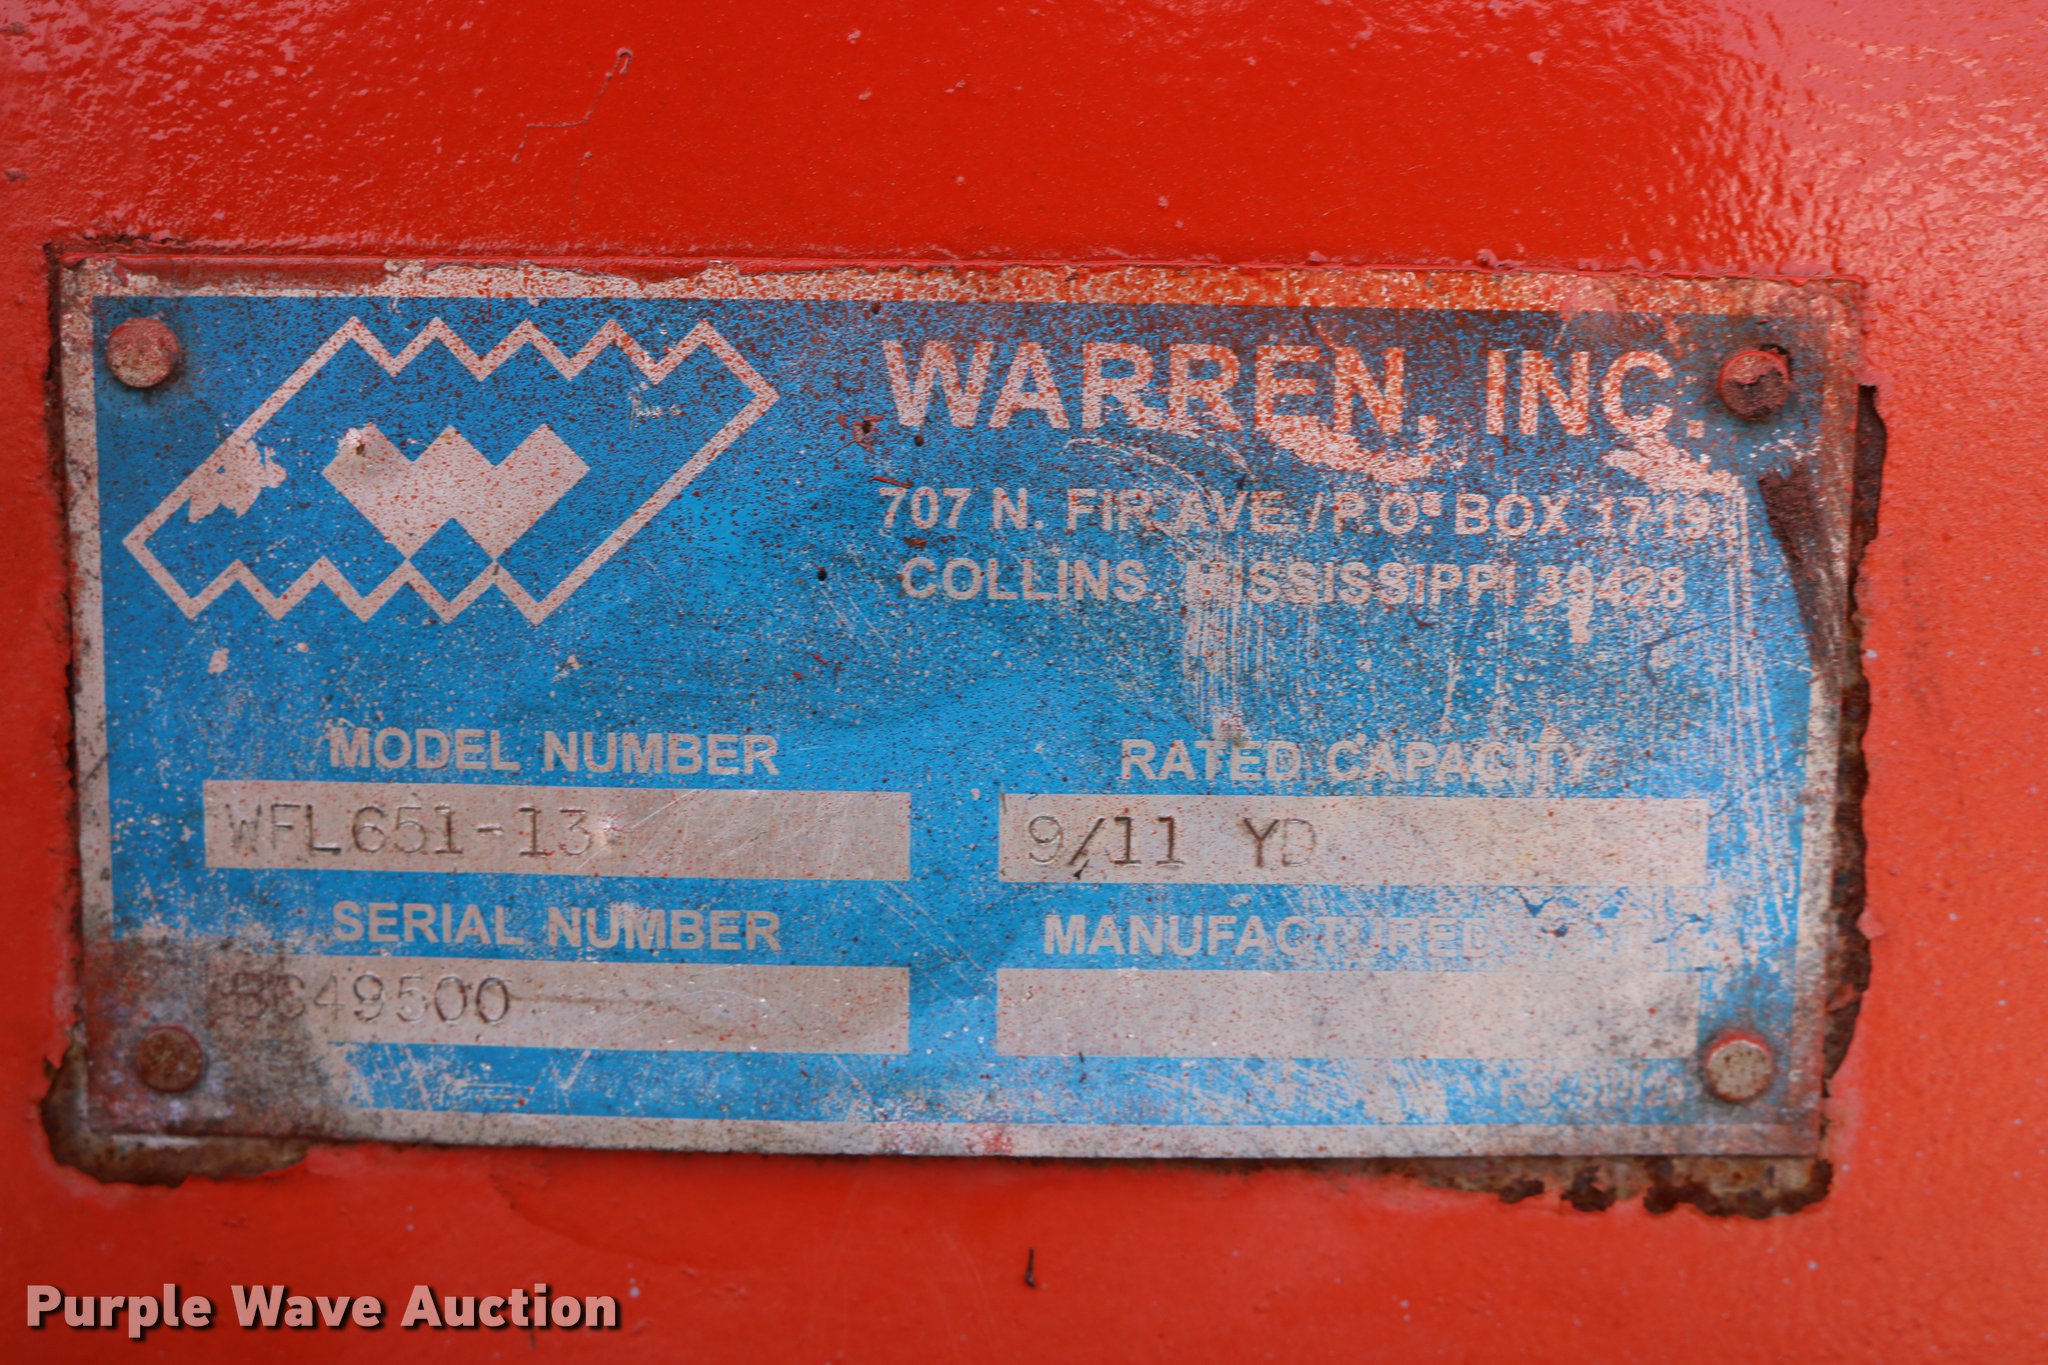 WARREN, INC.
707 N. FIR AVE. / P.O. BOX 1719
COLLINS, MISSISSIPPI 39428
MODEL NUMBER
WFL651-13
RATED CAPACITY
9/11 YD
SERIAL NUMBER
BC49500
MANUFACTURED
Purple Wave Auction